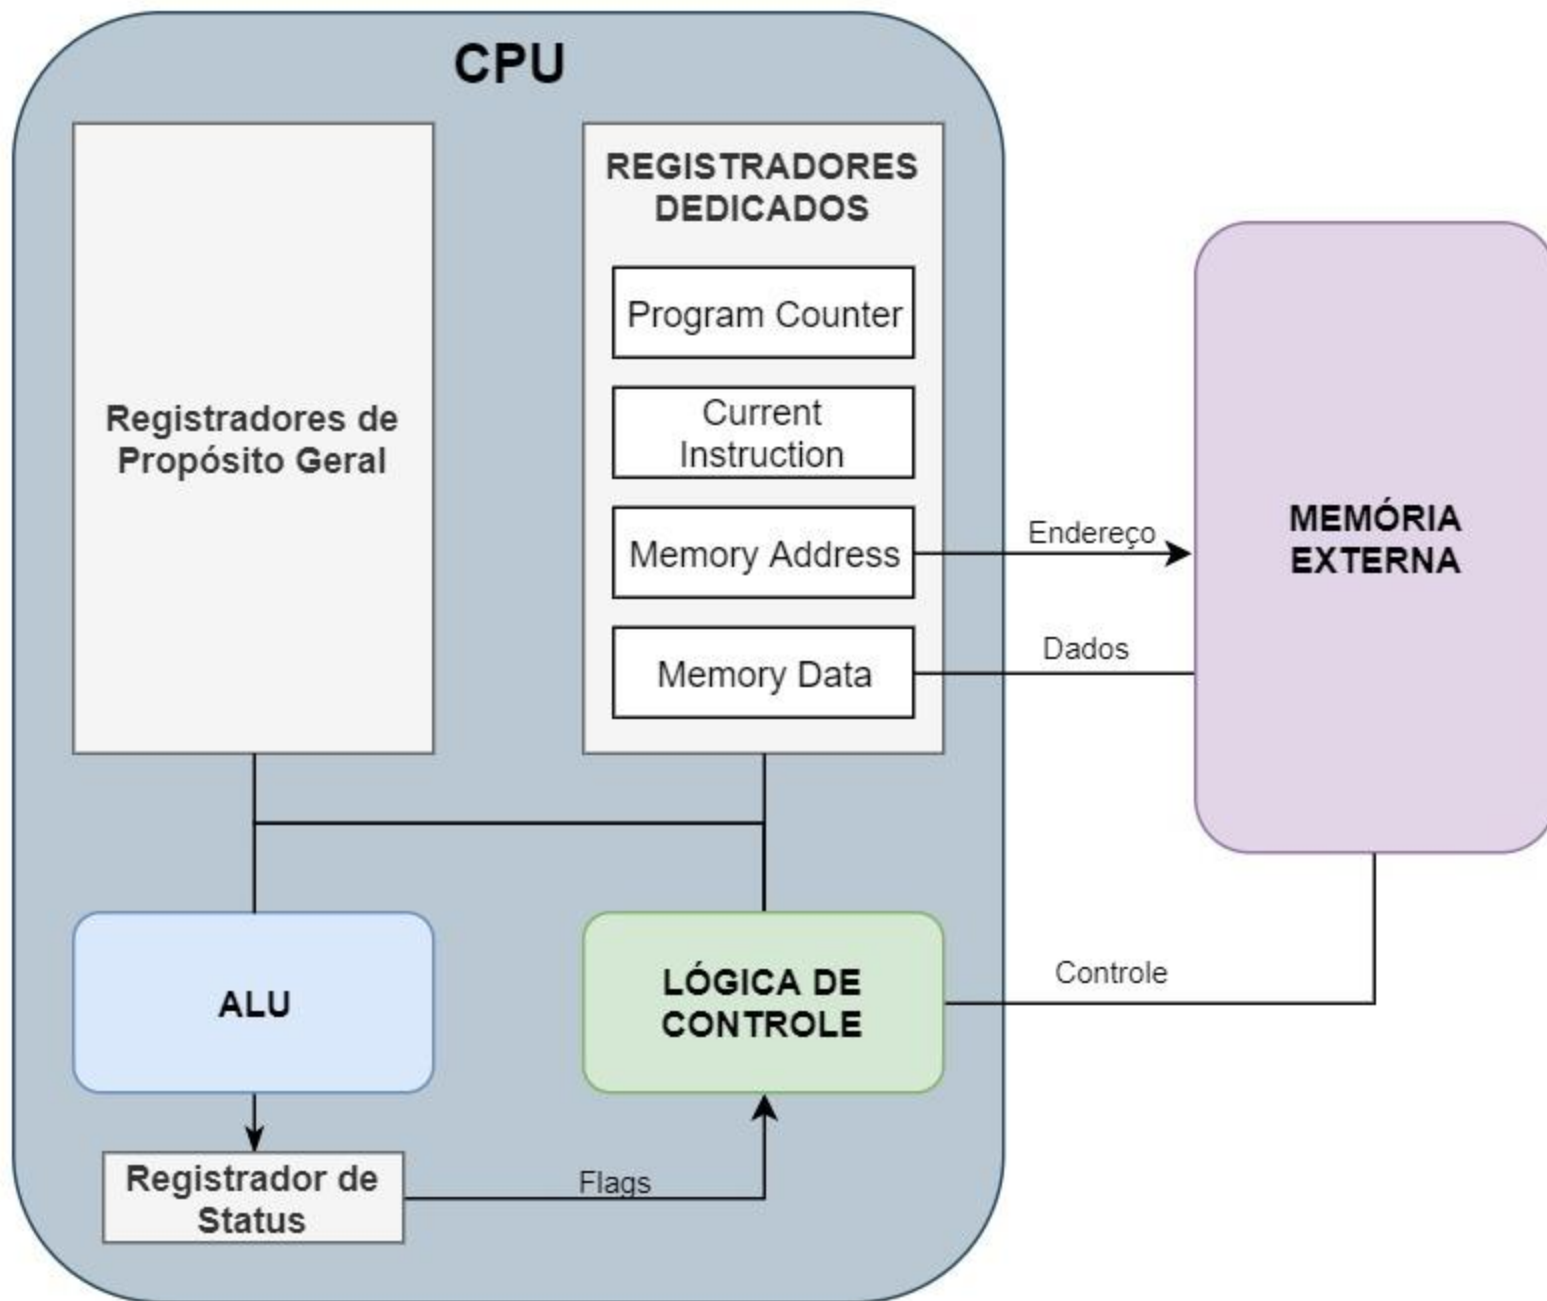 CPU
Registradores de
Propósito Geral
REGISTRADORES
DEDICADOS
Program Counter
Current
Instruction
Memory Address
Memory Data
Endereço
Dados
MEMÓRIA
EXTERNA
ALU
LÓGICA DE
CONTROLE
Controle
Registrador de
Status
Flags